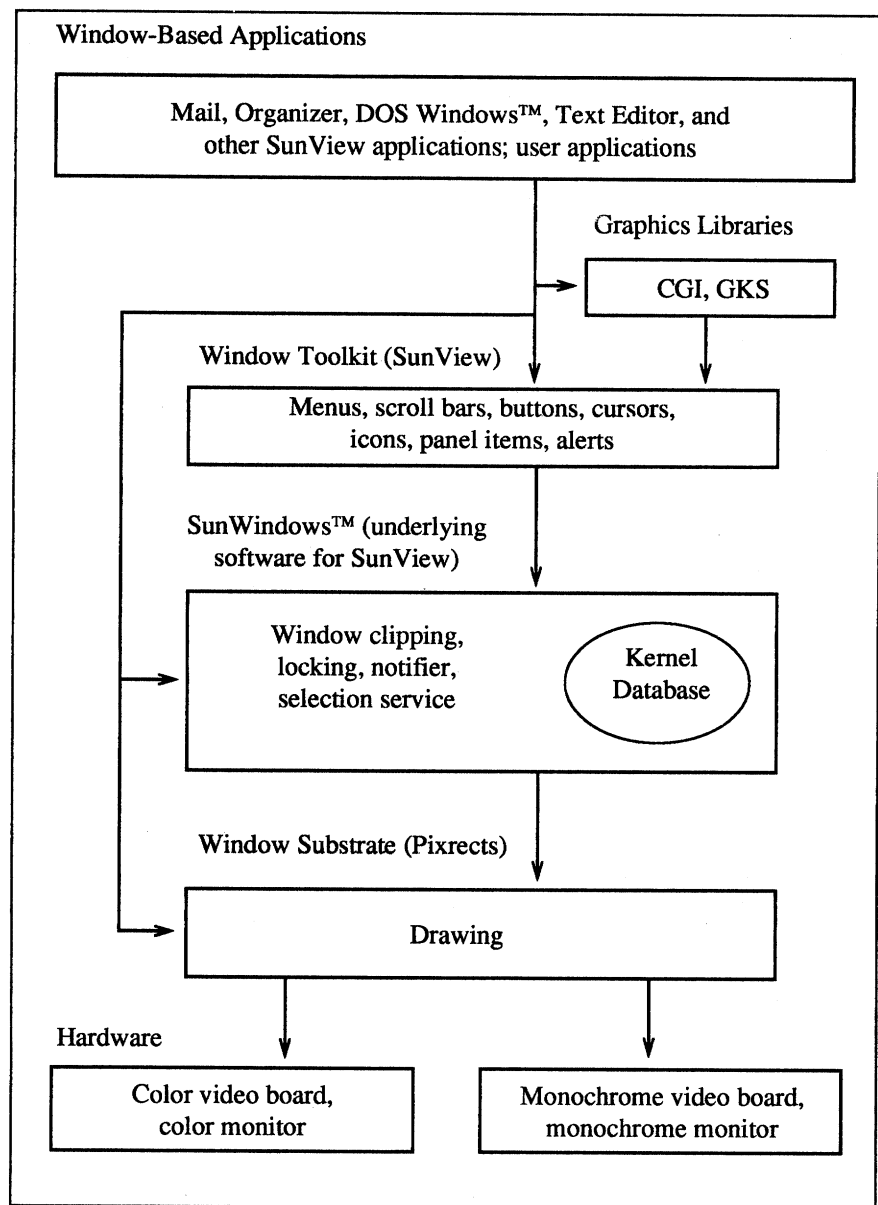 Window-Based Applications
Mail, Organizer, DOS Windows™, Text Editor, and
other SunView applications; user applications
Graphics Libraries
CGI, GKS
Window Toolkit (SunView)
Menus, scroll bars, buttons, cursors,
icons, panel items, alerts
SunWindows™ (underlying
software for SunView)
Window clipping,
locking, notifier,
selection service
Kernel
Database
Window Substrate (Pixrects)
Drawing
Hardware
Color video board,
color monitor
Monochrome video board,
monochrome monitor